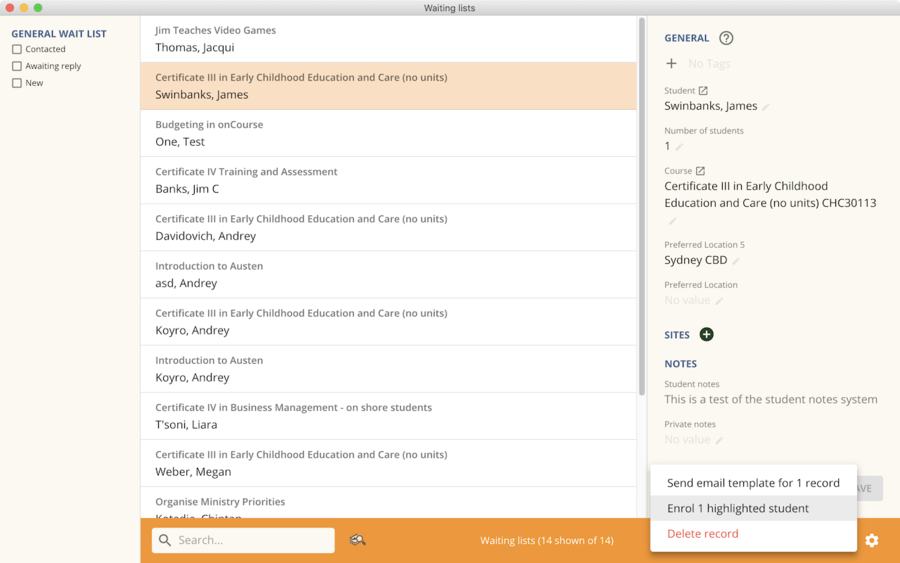 Waiting lists
GENERAL WAIT LIST
Contacted
Awaiting reply
New
Jim Teaches Video Games
Thomas, Jacqui
Certificate III in Early Childhood Education and Care (no units)
Swinbanks, James
Budgeting in onCourse
One, Test
Certificate IV Training and Assessment
Banks, Jim C
Certificate III in Early Childhood Education and Care (no units)
Davidovich, Andrey
Introduction to Austen
asd, Andrey
Certificate III in Early Childhood Education and Care (no units)
Koyro, Andrey
Introduction to Austen
Koyro, Andrey
Certificate IV in Business Management - on shore students
T'soni, Liara
Certificate III in Early Childhood Education and Care (no units)
Weber, Megan
Organise Ministry Priorities
Search...
Waiting lists (14 shown of 14)
GENERAL ?
+ No Tags
Student
Swinbanks, James
Number of students
1
Course
Certificate III in Early Childhood
Education and Care (no units) CHC30113
Preferred Location 5
Sydney CBD
Preferred Location
No value
SITES
NOTES
Student notes
This is a test of the student notes system
Private notes
No value
Send email template for 1 record
Enrol 1 highlighted student
Delete record